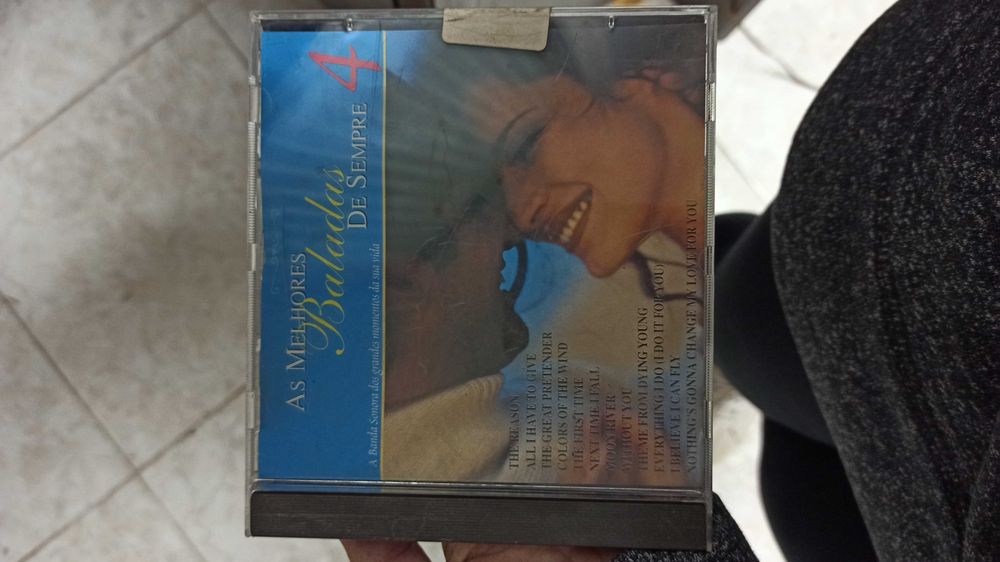 AS MELHORES
Baladas
DE SEMPRE 4
A Banda Sonora dos grandes momentos da sua vida
THE REASON
ALL I HAVE TO GIVE
THE GREAT PRETENDER
COLORS OF THE WIND
THE FIRST TIME
NEXT TIME I FALL
MOON RIVER
WITHOUT YOU
THEME FROM DYING YOUNG
EVERYTHING I DO (I DO IT FOR YOU)
I BELIEVE I CAN FLY
NOTHING'S GONNA CHANGE MY LOVE FOR YOU